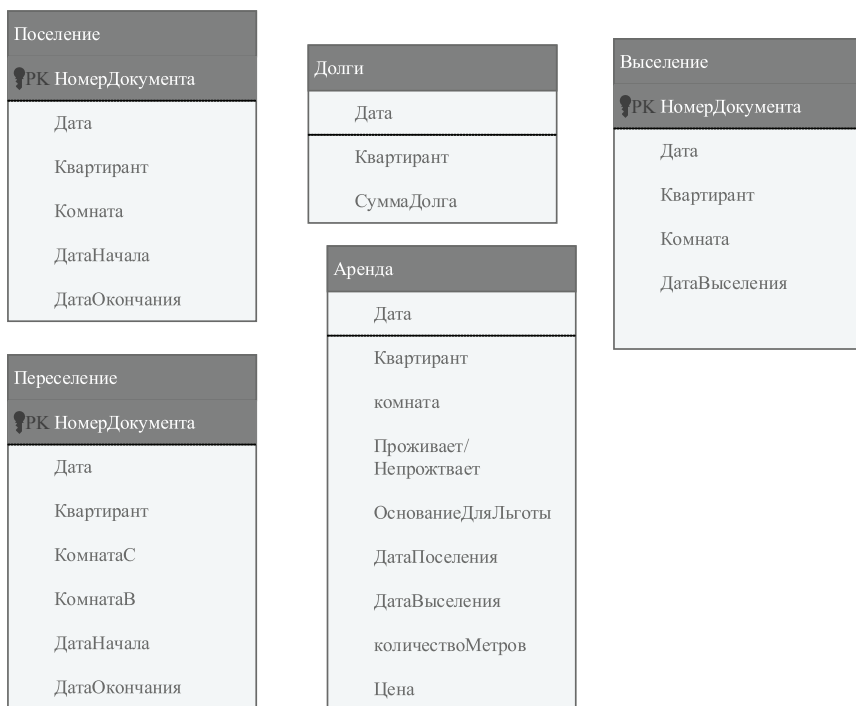 Поселение
PK НомерДокумента
Дата
Квартирант
Комната
ДатаНачала
ДатаОкончания
Переселение
PK НомерДокумента
Дата
Квартирант
КомнатаС
КомнатаВ
ДатаНачала
ДатаОкончания
Долги
Дата
Квартирант
СуммаДолга
Аренда
Дата
Квартирант
комната
Проживает/
Непрожтвает
ОснованиеДляЛьготы
ДатаПоселения
ДатаВыселения
количествоМетров
Цена
Выселение
PK НомерДокумента
Дата
Квартирант
Комната
ДатаВыселения